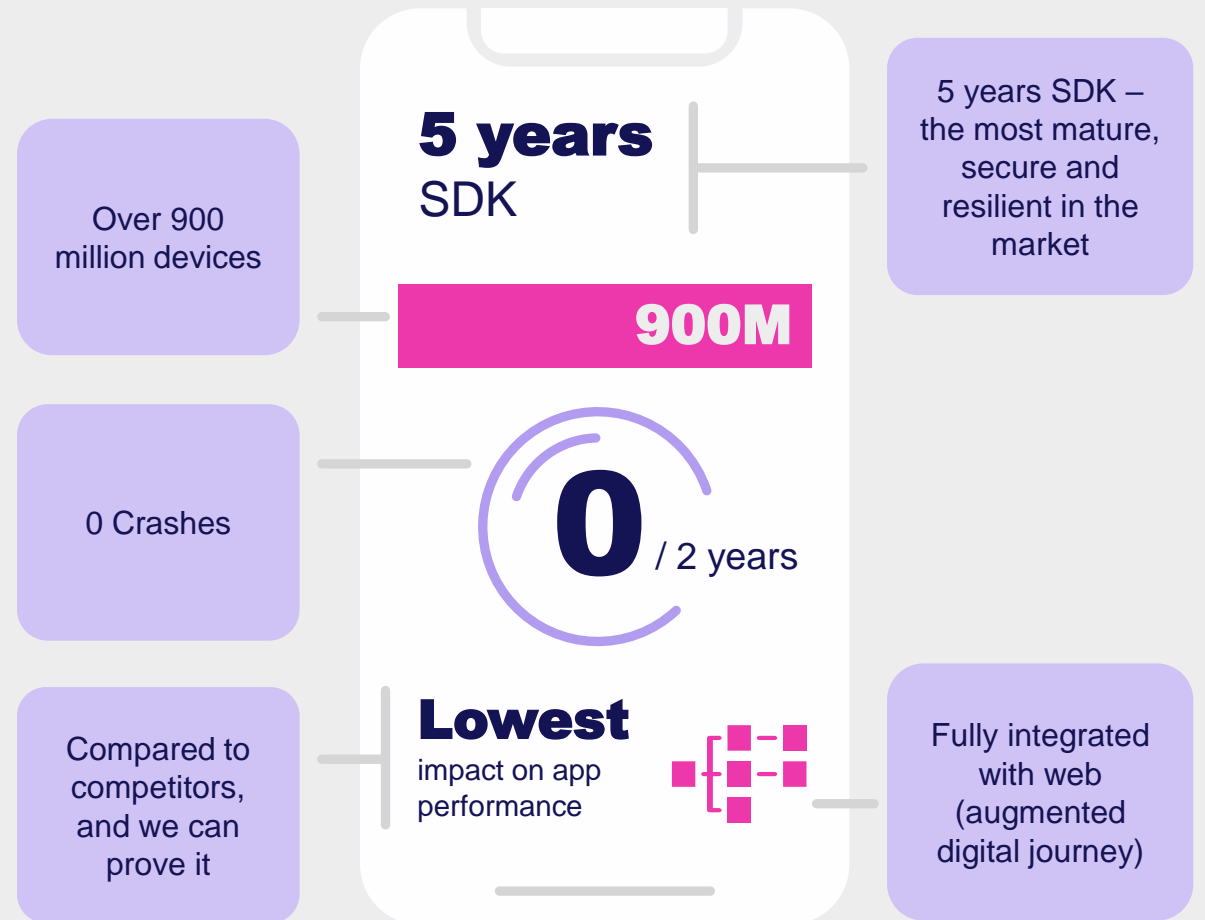 5 years
SDK
5 years SDK –
the most mature,
secure and
resilient in the
market
Over 900
million devices
900M
0 Crashes
0 / 2 years
Compared to
competitors,
and we can
prove it
Lowest
impact on app
performance
Fully integrated
with web
(augmented
digital journey)